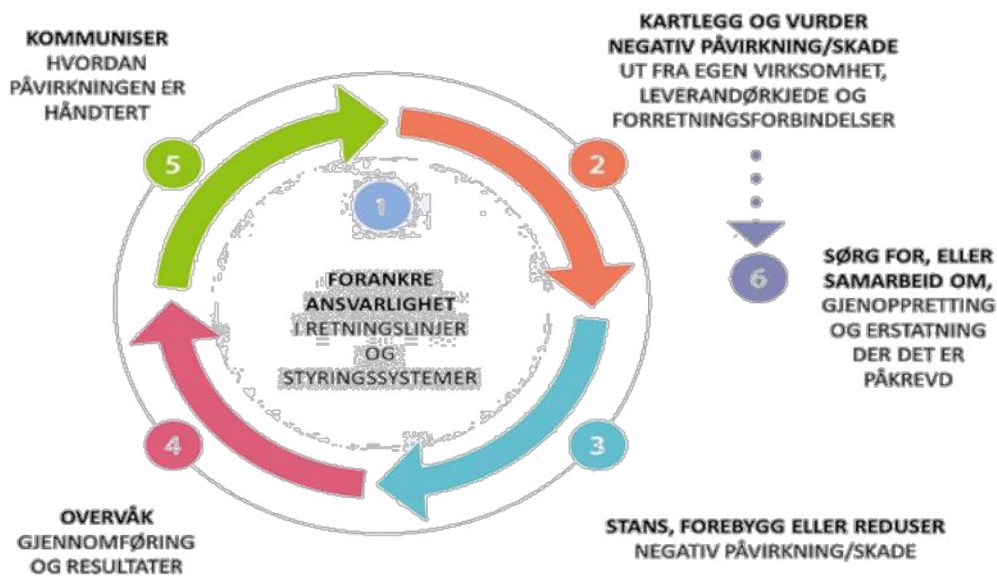 KOMMUNISER
HVORDAN
PÅVIRKNINGEN ER
HÅNDTERT
5
KARTLEGG OG VURDER
NEGATIV PÅVIRKNING/SKADE
UT FRA EGEN VIRKSOMHET,
LEVERANDØRKJEDE OG
FORRETNINGSFORBINDELSER
2
1
FORANKRE
ANSVARLIGHET
I RETNINGSLINJER
OG
STYRINGSSYSTEMER
6
SØRG FOR, ELLER
SAMARBEID OM,
GJENOPPRETTING
OG ERSTATNING
DER DET ER
PÅKREVD
4
OVERVÅK
GJENNOMFØRING
OG RESULTATER
3
STANS, FOREBYGG ELLER REDUSER
NEGATIV PÅVIRKNING/SKADE